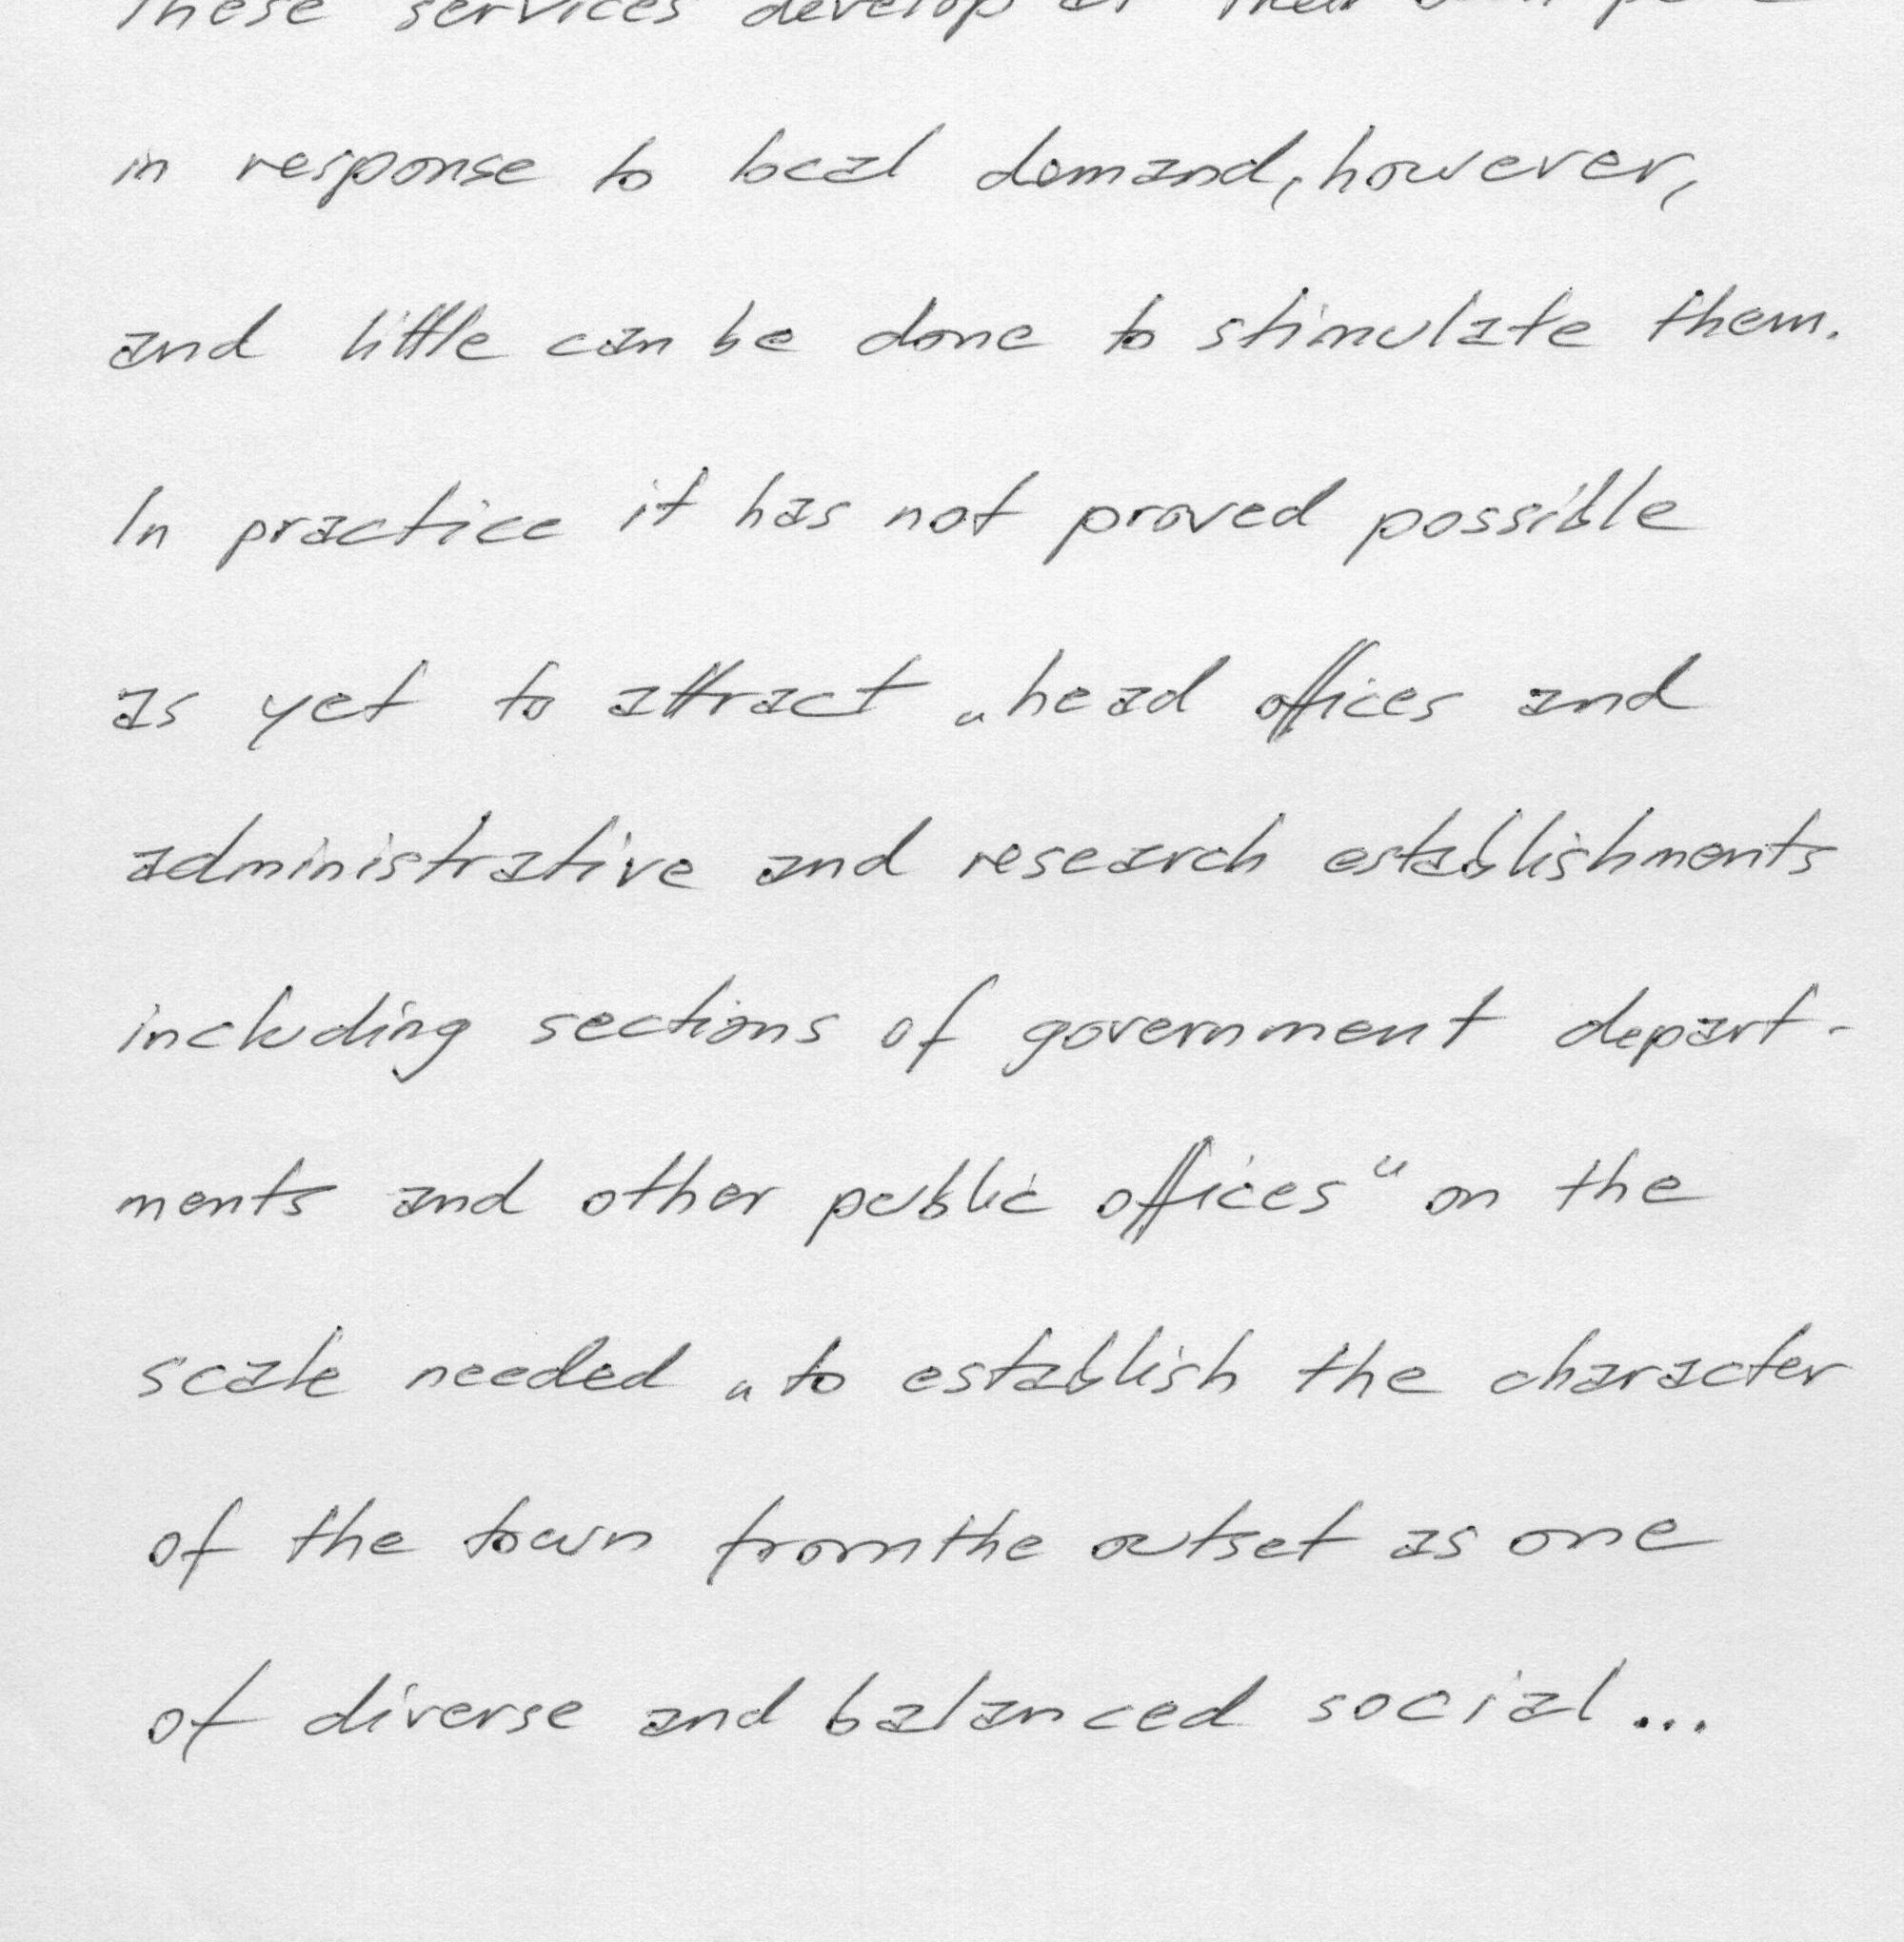 These services develop at their own pace
in response to local demand, however,
and little can be done to stimulate them.
In practice it has not proved possible
as yet to attract „head offices and
administrative and research establishments
including sections of government depart-
ments and other public offices“ on the
scale needed „to establish the character
of the town from the outset as one
of diverse and balanced social...